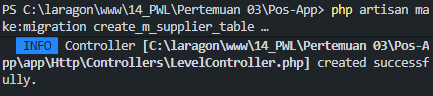 PS C:\laragon\www\14_PWL\Pertemuan 03\Pos-App> php artisan ma
ke:migration create_m_supplier_table …
INFO Controller [C:\laragon\www\14_PWL\Pertemuan 03\Pos-A
pp\app\Http\Controllers\LevelController.php] created successf
ully.